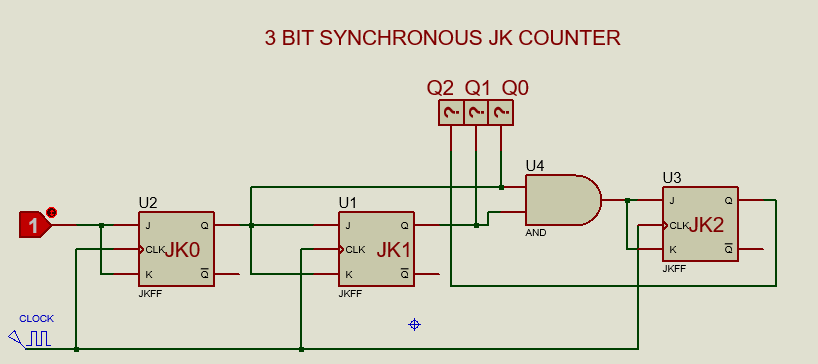 3 BIT SYNCHRONOUS JK COUNTER
Q2 Q1 Q0
? ? ?
U4
U3
U2
U1
1
J Q
J Q
J Q
CLK JK0
CLK JK1
CLK JK2
K Q
K Q
K Q
AND
JKFF
JKFF
JKFF
CLOCK